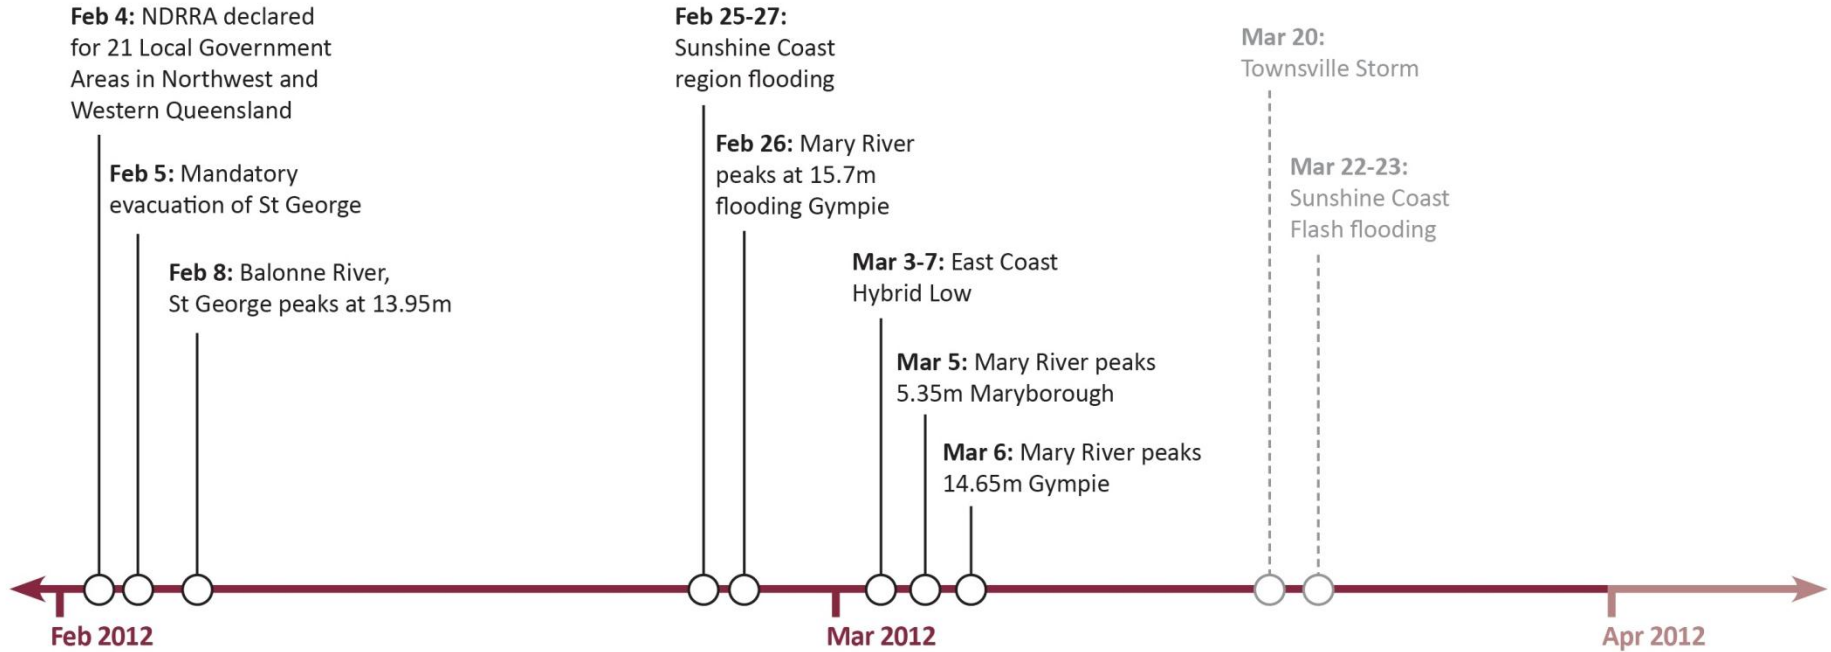 Feb 4: NDRRA declared
for 21 Local Government
Areas in Northwest and
Western Queensland
Feb 5: Mandatory
evacuation of St George
Feb 8: Balonne River,
St George peaks at 13.95m
Feb 25-27:
Sunshine Coast
region flooding
Feb 26: Mary River
peaks at 15.7m
flooding Gympie
Mar 3-7: East Coast
Hybrid Low
Mar 5: Mary River peaks
5.35m Maryborough
Mar 6: Mary River peaks
14.65m Gympie
Mar 20:
Townsville Storm
Mar 22-23:
Sunshine Coast
Flash flooding
Feb 2012
Mar 2012
Apr 2012